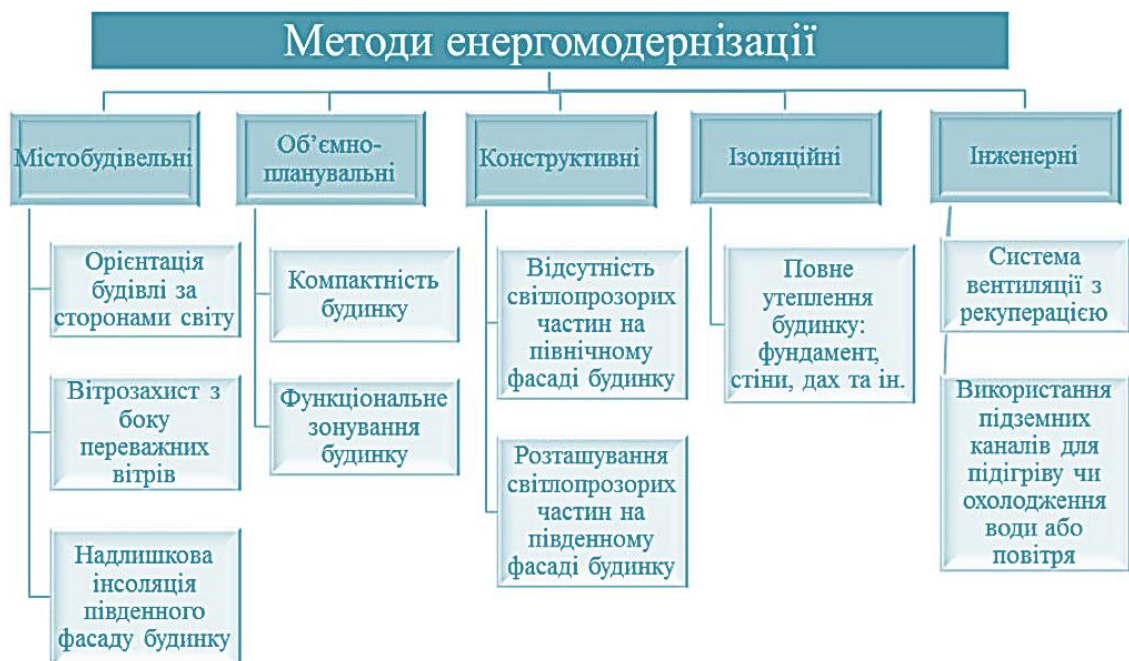 Методи енергомодернізації
Містобудівельні
Орієнтація
будівлі за
сторонами світу
Вітрозахист з
боку
переважних
вітрів
Надлишкова
інсоляція
південного
фасаду будинку
Об’ємно-
планувальні
Компактність
будинку
Функціональне
зонування
будинку
Конструктивні
Відсутність
світлопрозорих
частин на
північному
фасаді будинку
Розташування
світлопрозорих
частин на
південному
фасаді будинку
Ізоляційні
Повне
утеплення
будинку:
фундамент,
стіни, дах та ін.
Інженерні
Система
вентиляції з
рекуперацією
Використання
підземних
каналів для
підігріву чи
охолодження
води або
повітря